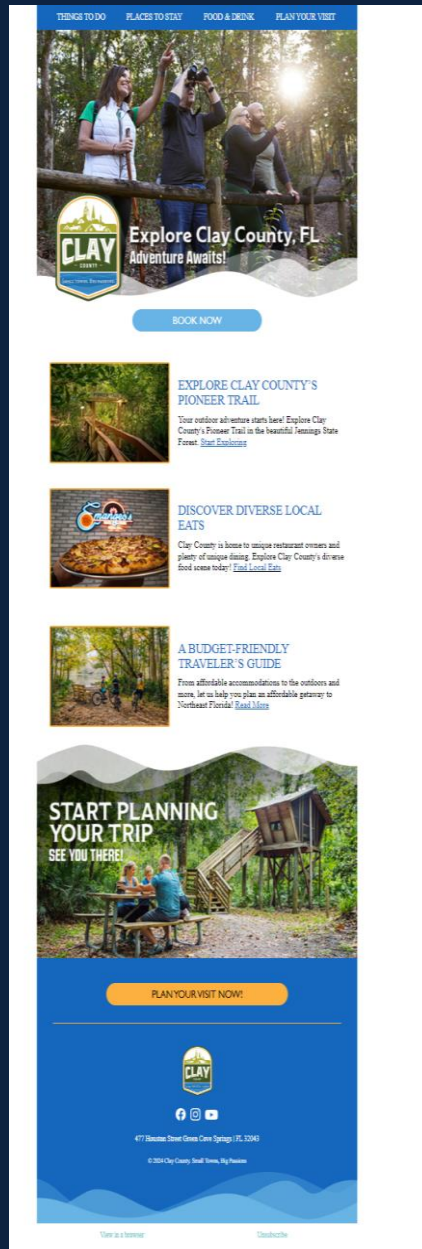 THINGS TO DO PLACES TO STAY FOOD & DRINK PLAN YOUR VISIT
CLAY
COUNTY
Explore Clay County, FL
Adventure Awaits!
BOOK NOW
EXPLORE CLAY COUNTY'S
PIONEER TRAIL
Your outdoor adventure starts here! Explore Clay
County's Pioneer Trail in the beautiful Jennings State
Forest. Start Exploring
DISCOVER DIVERSE LOCAL
EATS
Clay County is home to unique restaurant owners and
plenty of unique dining. Explore Clay County's diverse
food scene today! Find Local Eats
A BUDGET-FRIENDLY
TRAVELER'S GUIDE
From affordable accommodations to the outdoors and
more, let us help you plan an affordable getaway to
Northeast Florida! Read More
START PLANNING
YOUR TRIP
SEE YOU THERE!
PLAN YOUR VISIT NOW!
CLAY
477 Houston Street Green Cove Springs | FL 32043
© 2024 Clay County. Small Towns, Big Passions
View in a browser Unsubscribe